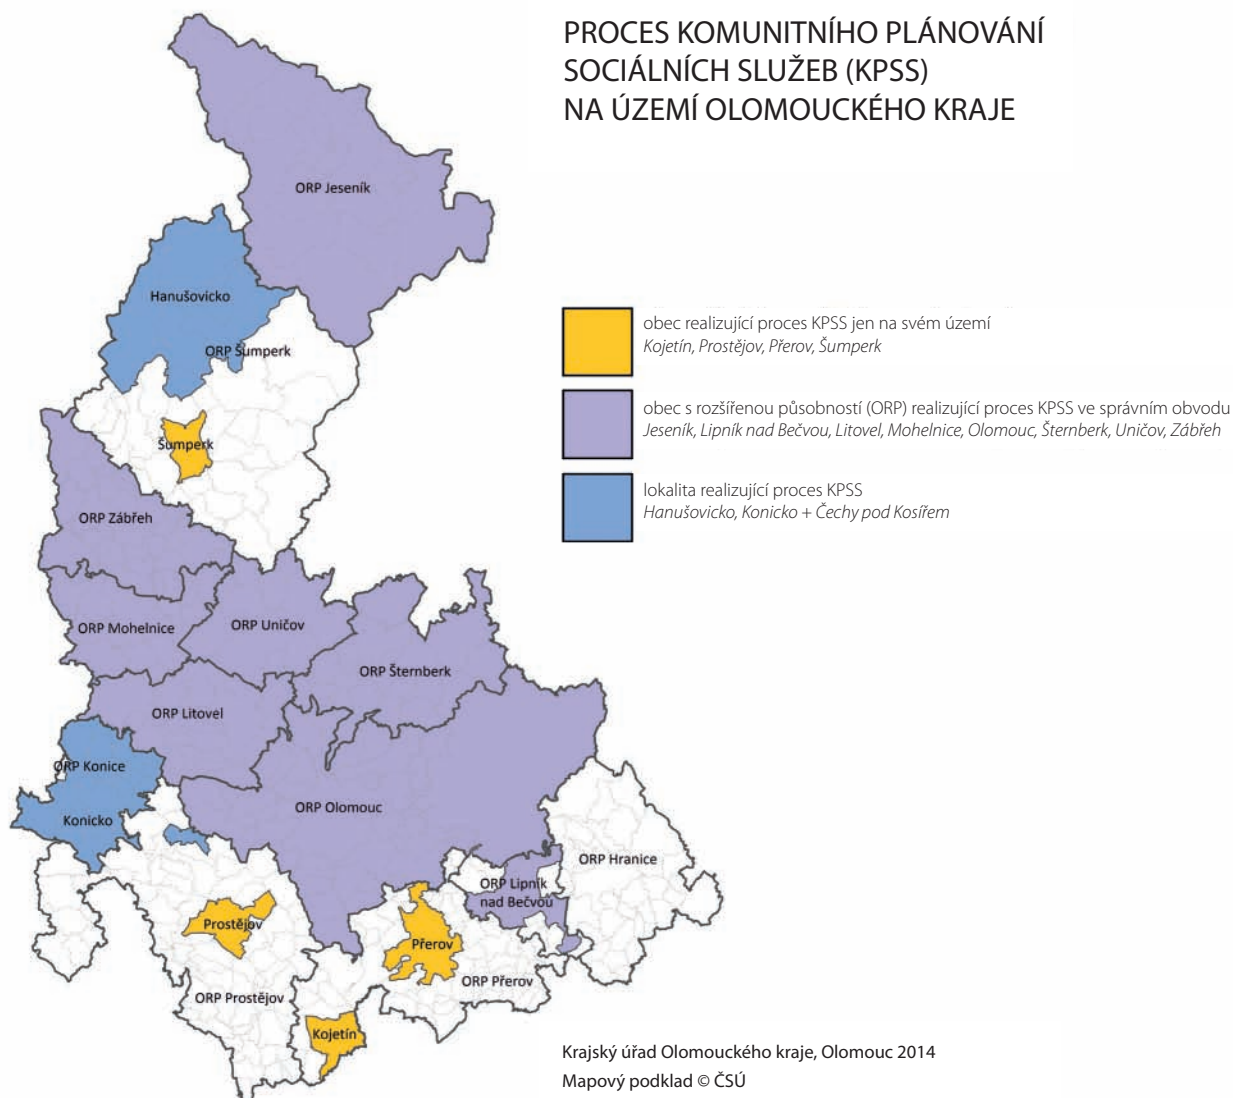 PROCES KOMUNITNÍHO PLÁNOVÁNÍ
SOCIÁLNÍCH SLUŽEB (KPSS)
NA ÚZEMÍ OLOMOUCKÉHO KRAJE
ORP Jeseník
Hanušovicko
ORP Šumperk
Šumperk
ORP Zábřeh
ORP Mohelnice
ORP Uničov
ORP Šternberk
ORP Litovel
ORP Konice
Konicko
ORP Olomouc
ORP Hranice
ORP Lipník
nad Bečvou
Prostějov
Přerov
ORP Přerov
ORP Prostějov
Kojetín
obec realizující proces KPSS jen na svém území
Kojetín, Prostějov, Přerov, Šumperk
obec s rozšířenou působností (ORP) realizující proces KPSS ve správním obvodu
Jeseník, Lipník nad Bečvou, Litovel, Mohelnice, Olomouc, Šternberk, Uničov, Zábřeh
lokalita realizující proces KPSS
Hanušovicko, Konicko + Čechy pod Kosířem
Krajský úřad Olomouckého kraje, Olomouc 2014
Mapový podklad © ČSÚ